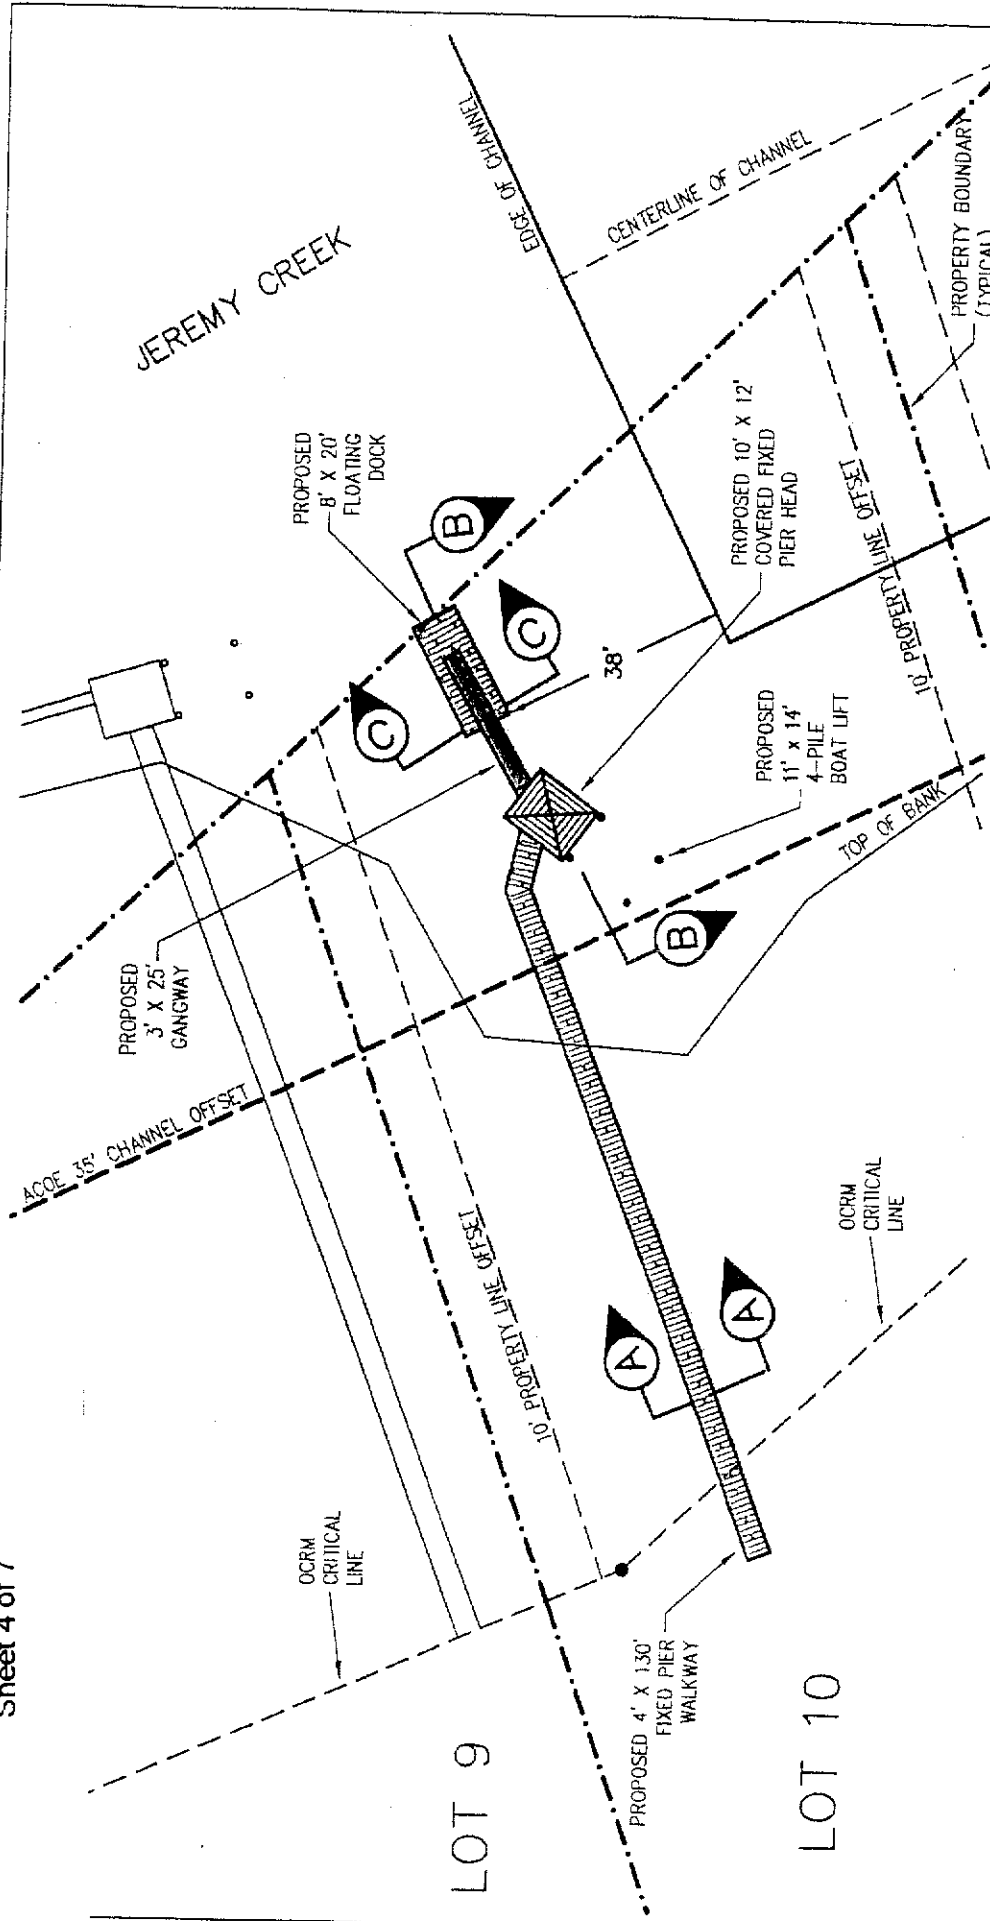 Sheet 4 of 7
JEREMY CREEK
EDGE OF CHANNEL
CENTERLINE OF CHANNEL
PROPERTY BOUNDARY
(TYPICAL)
PROPOSED
8' X 20'
FLOATING
DOCK
B
C
C
38'
PROPOSED 10' X 12'
COVERED FIXED
PIER HEAD
10' PROPERTY LINE OFFSET
PROPOSED
11' x 14'
4-PILE
BOAT LIFT
TOP OF BANK
B
PROPOSED
3' X 25'
GANGWAY
ACOE 35' CHANNEL OFFSET
10' PROPERTY LINE OFFSET
OCRM
CRITICAL
LINE
A
A
OCRM
CRITICAL
LINE
PROPOSED 4' X 130'
FIXED PIER
WALKWAY
LOT 9
LOT 10